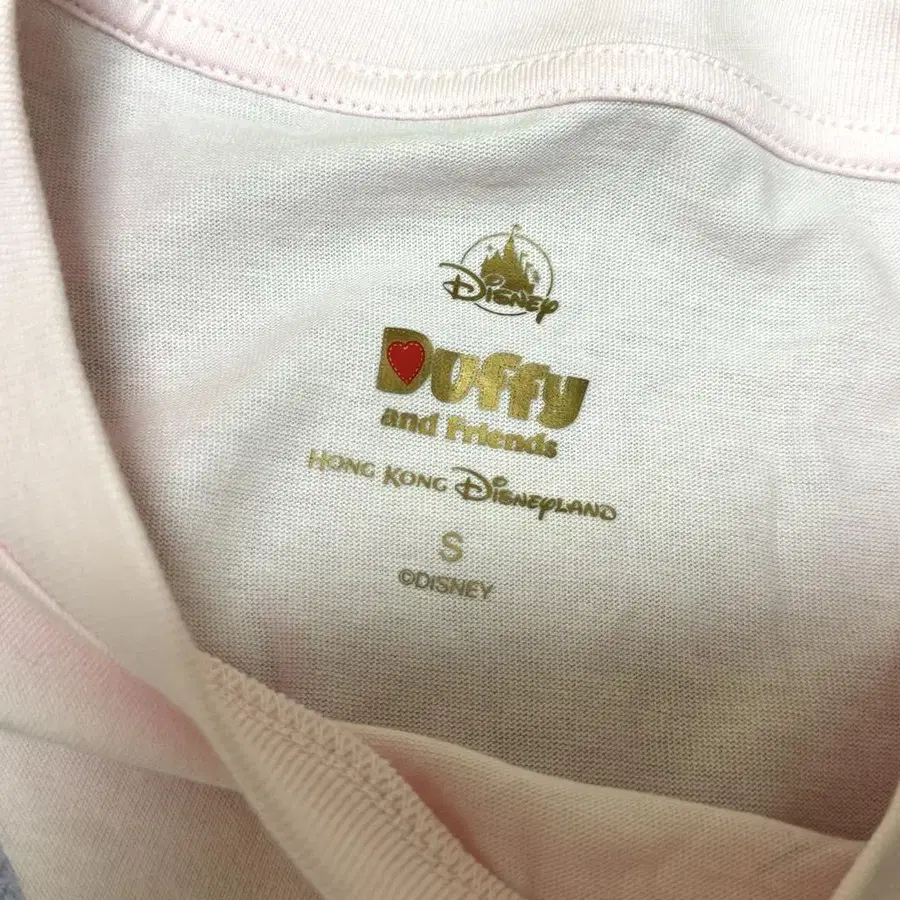 Disney
Duffy
and Friends
HONG KONG DISNEYLAND
S
©DISNEY